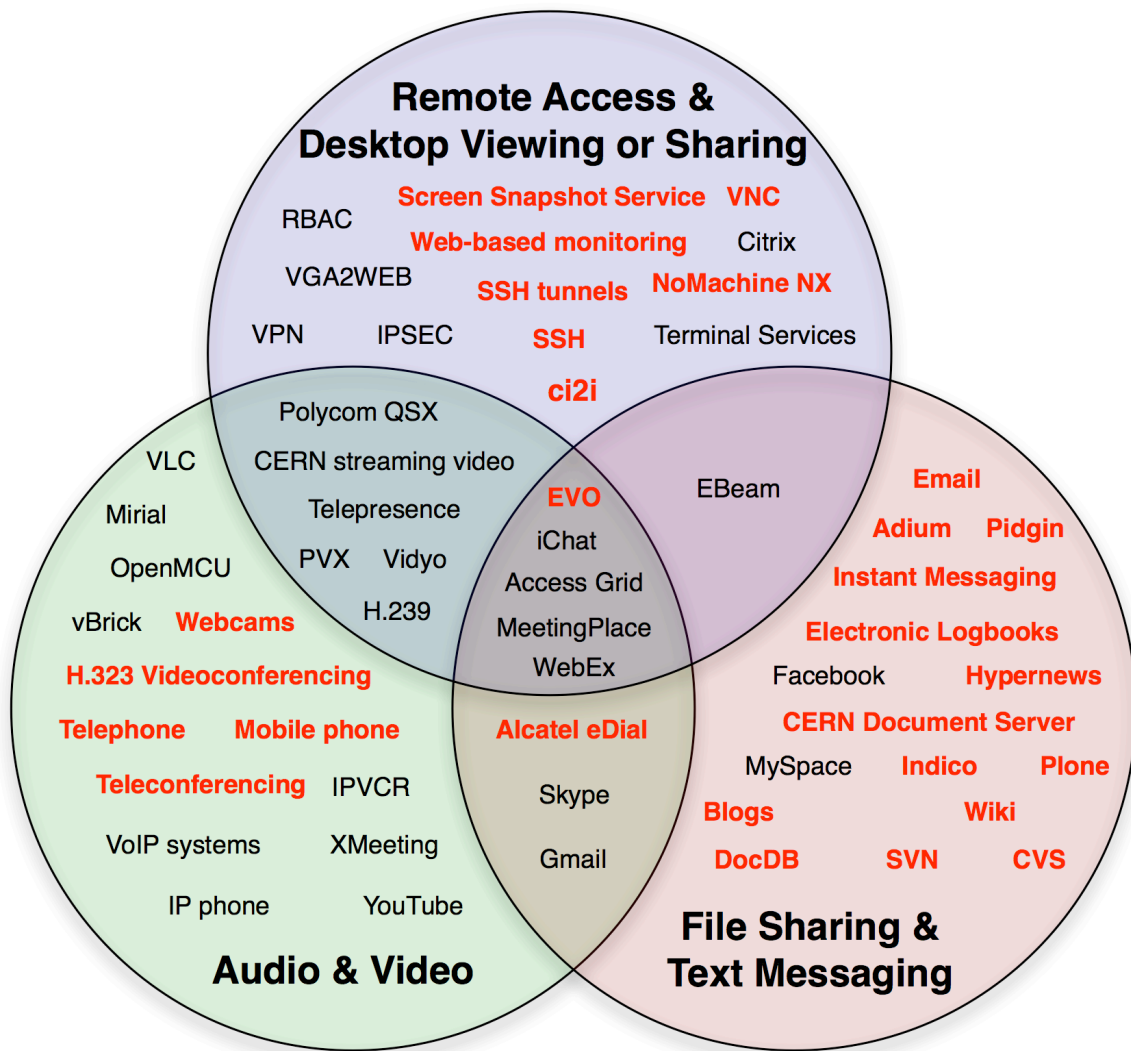 Remote Access &
Desktop Viewing or Sharing
Screen Snapshot Service VNC
RBAC
Web-based monitoring Citrix
VGA2WEB
SSH tunnels NoMachine NX
VPN IPSEC SSH Terminal Services
ci2i
Polycom QSX
CERN streaming video
Telepresence
PVX Vidyo
H.239
EVO
iChat
Access Grid
MeetingPlace
WebEx
EBeam
VLC
Mirial
OpenMCU
vBrick Webcams
H.323 Videoconferencing
Telephone Mobile phone
Teleconferencing IPVCR
VoIP systems XMeeting
IP phone YouTube
Audio & Video
Alcatel eDial
Skype
Gmail
Email
Adium Pidgin
Instant Messaging
Electronic Logbooks
Facebook Hypernews
CERN Document Server
MySpace Indico Plone
Blogs Wiki
DocDB SVN CVS
File Sharing &
Text Messaging